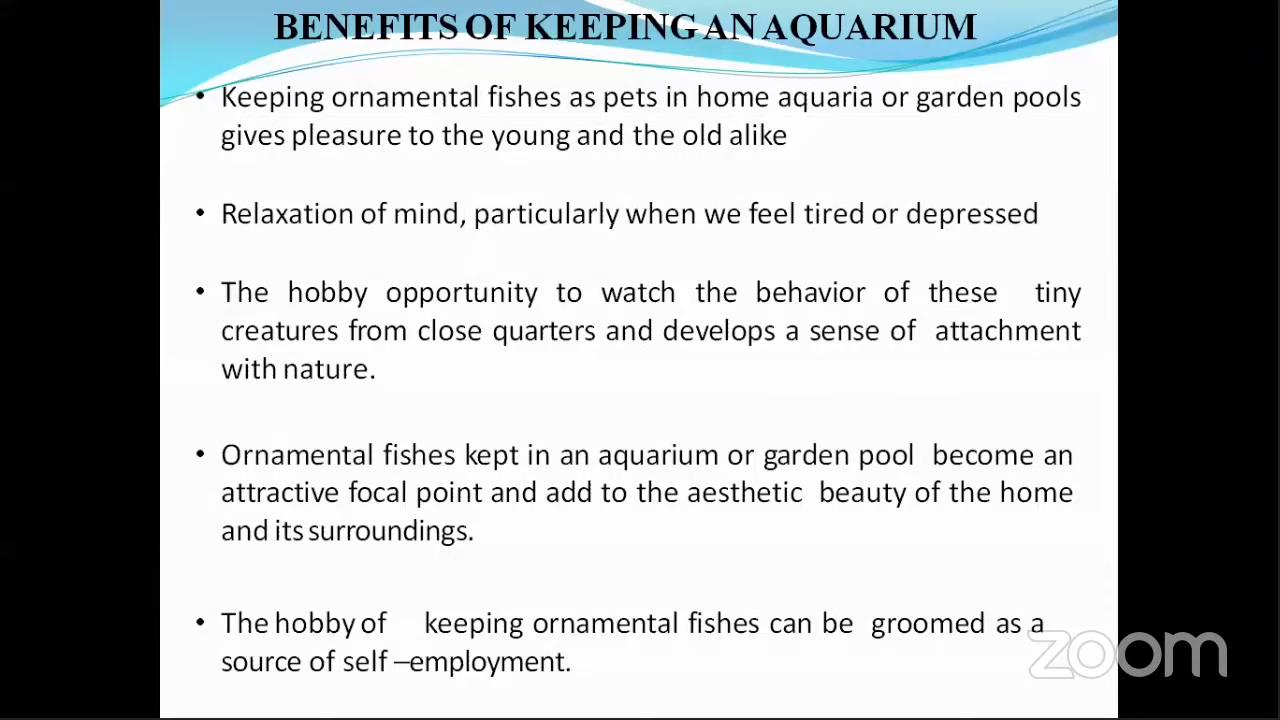 BENEFITS OF KEEPING AN AQUARIUM
• Keeping ornamental fishes as pets in home aquaria or garden pools
gives pleasure to the young and the old alike
• Relaxation of mind, particularly when we feel tired or depressed
• The hobby opportunity to watch the behavior of these tiny
creatures from close quarters and develops a sense of attachment
with nature.
• Ornamental fishes kept in an aquarium or garden pool become an
attractive focal point and add to the aesthetic beauty of the home
and its surroundings.
• The hobby of keeping ornamental fishes can be groomed as a
source of self –employment.
zoom